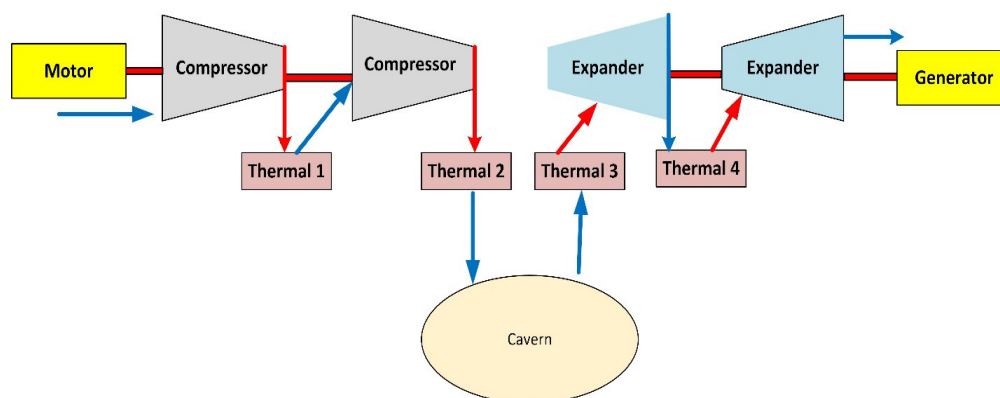 Motor
Compressor
Compressor
Expander
Expander
Generator
Thermal 1
Thermal 2
Thermal 3
Thermal 4
Cavern